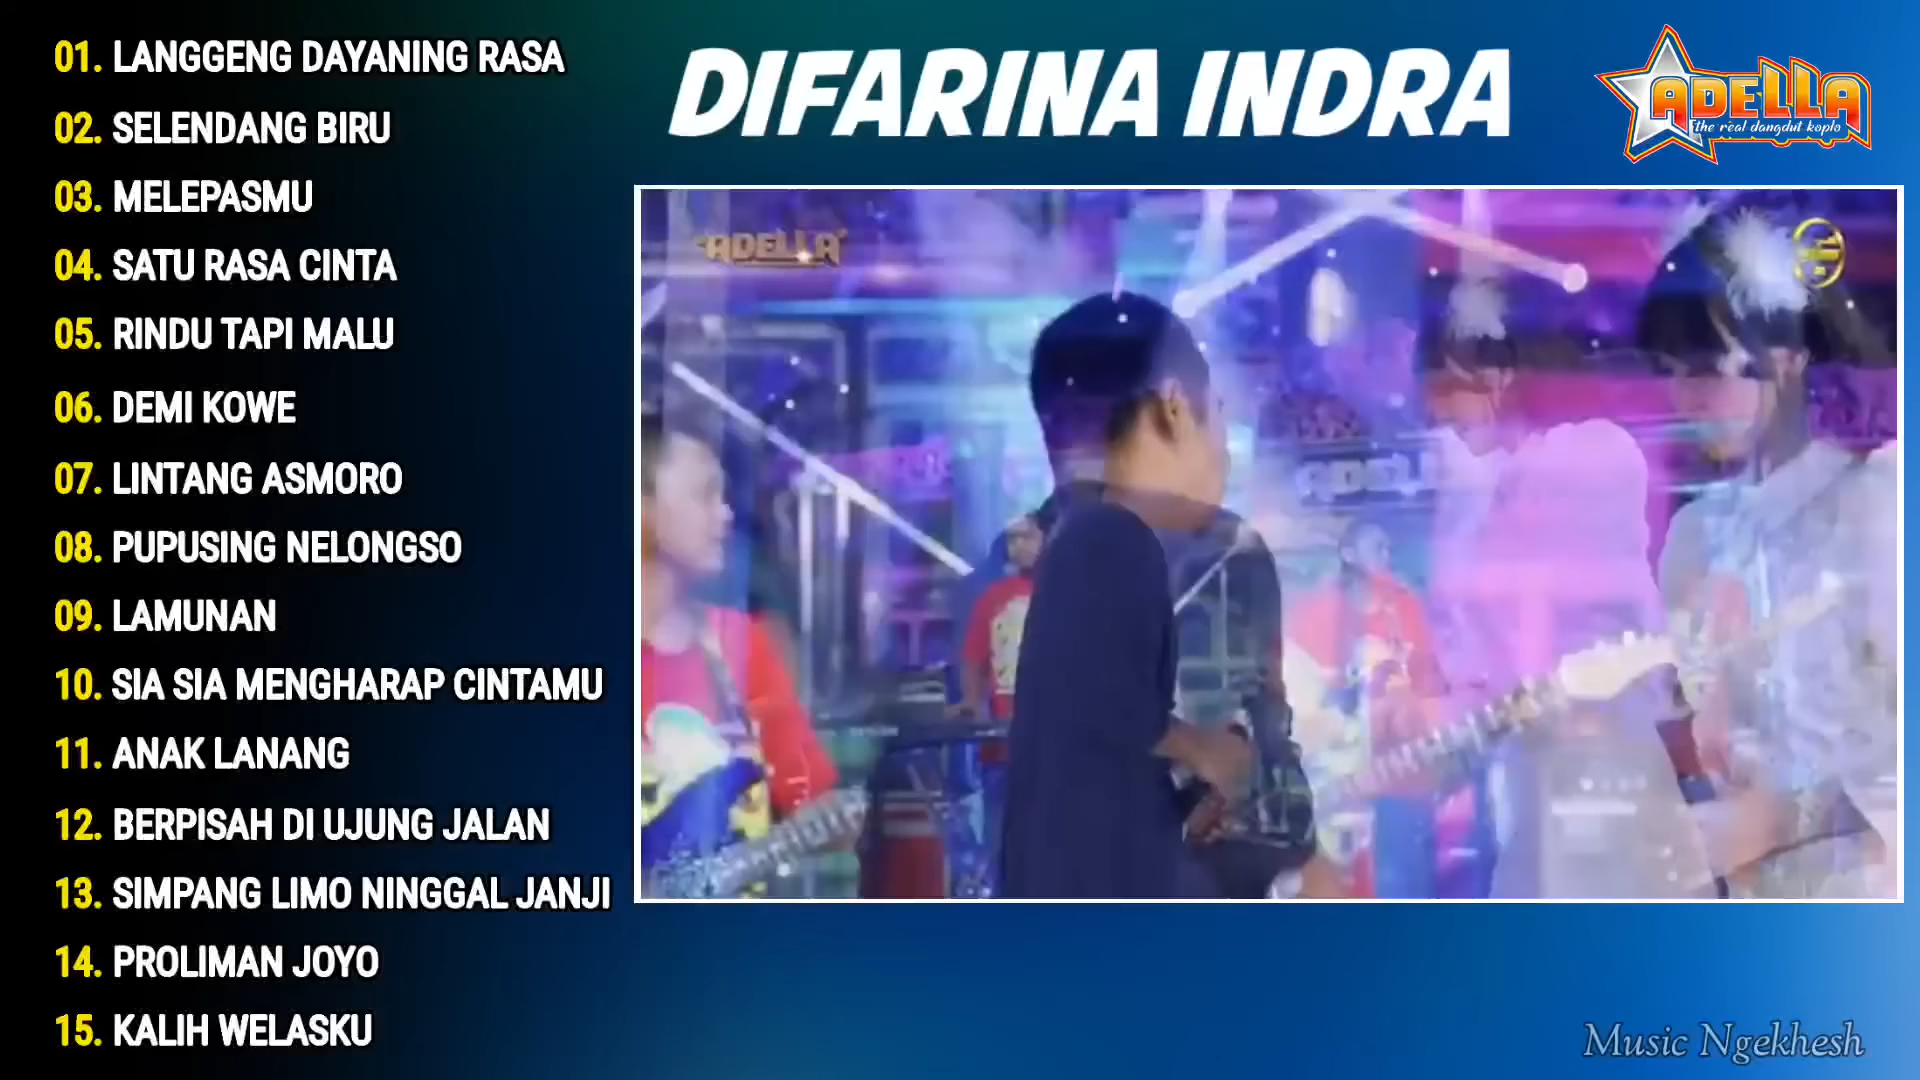 01. LANGGENG DAYANING RASA
02. SELENDANG BIRU
03. MELEPASMU
04. SATU RASA CINTA
05. RINDU TAPI MALU
06. DEMI KOWE
07. LINTANG ASMORO
08. PUPUSING NELONGSO
09. LAMUNAN
10. SIA SIA MENGHARAP CINTAMU
11. ANAK LANANG
12. BERPISAH DI UJUNG JALAN
13. SIMPANG LIMO NINGGAL JANJI
14. PROLIMAN JOYO
15. KALIH WELASKU
DIFARINA INDRA
ADELLA
the real dangdut koplo
ADELLA
ADELLA
Music Ngekhesh